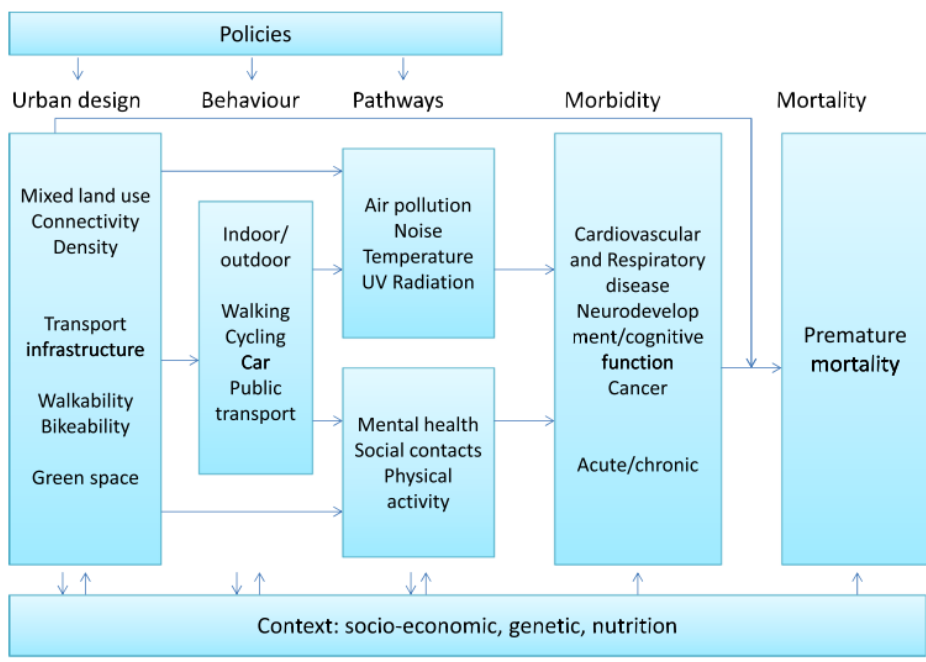 Policies
Urban design
Behaviour
Pathways
Morbidity
Mortality
Mixed land use
Connectivity
Density
Transport
infrastructure
Walkability
Bikeability
Green space
Indoor/
outdoor
Walking
Cycling
Car
Public
transport
Air pollution
Noise
Temperature
UV Radiation
Mental health
Social contacts
Physical
activity
Cardiovascular
and Respiratory
disease
Neurodevelop
ment/cognitive
function
Cancer
Acute/chronic
Premature
mortality
Context: socio-economic, genetic, nutrition